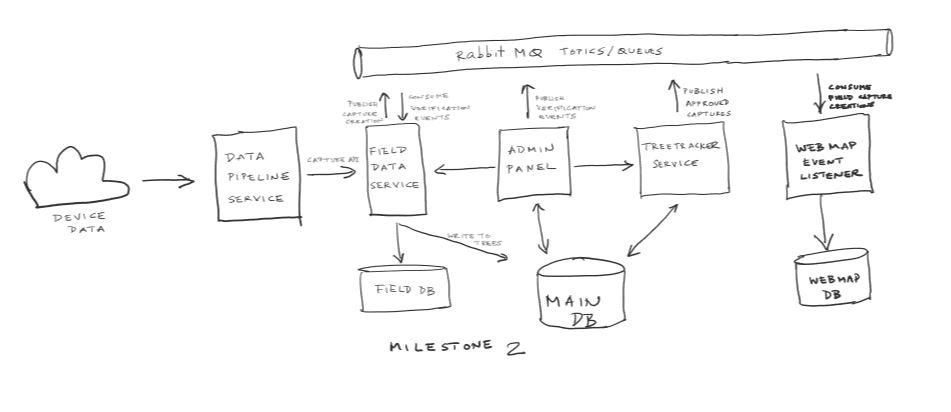 Rabbit MQ TOPICS/QUEUES
PUBLISH
CAPTURE
CREATION
CONSUME
VERIFICATION
EVENTS
PUBLISH
VERIFICATION
EVENTS
PUBLISH
APPROVED
CAPTURES
CONSUME
FIELD CAPTURE
CREATIONS
DATA
PIPELINE
SERVICE
CAPTURE API
FIELD
DATA
SERVICE
ADMIN
PANEL
TREETRACKER
SERVICE
WEB MAP
EVENT
LISTENER
DEVICE
DATA
WRITE TO
TREES
FIELD DB
MAIN
DB
WEBMAP
DB
MILESTONE 2